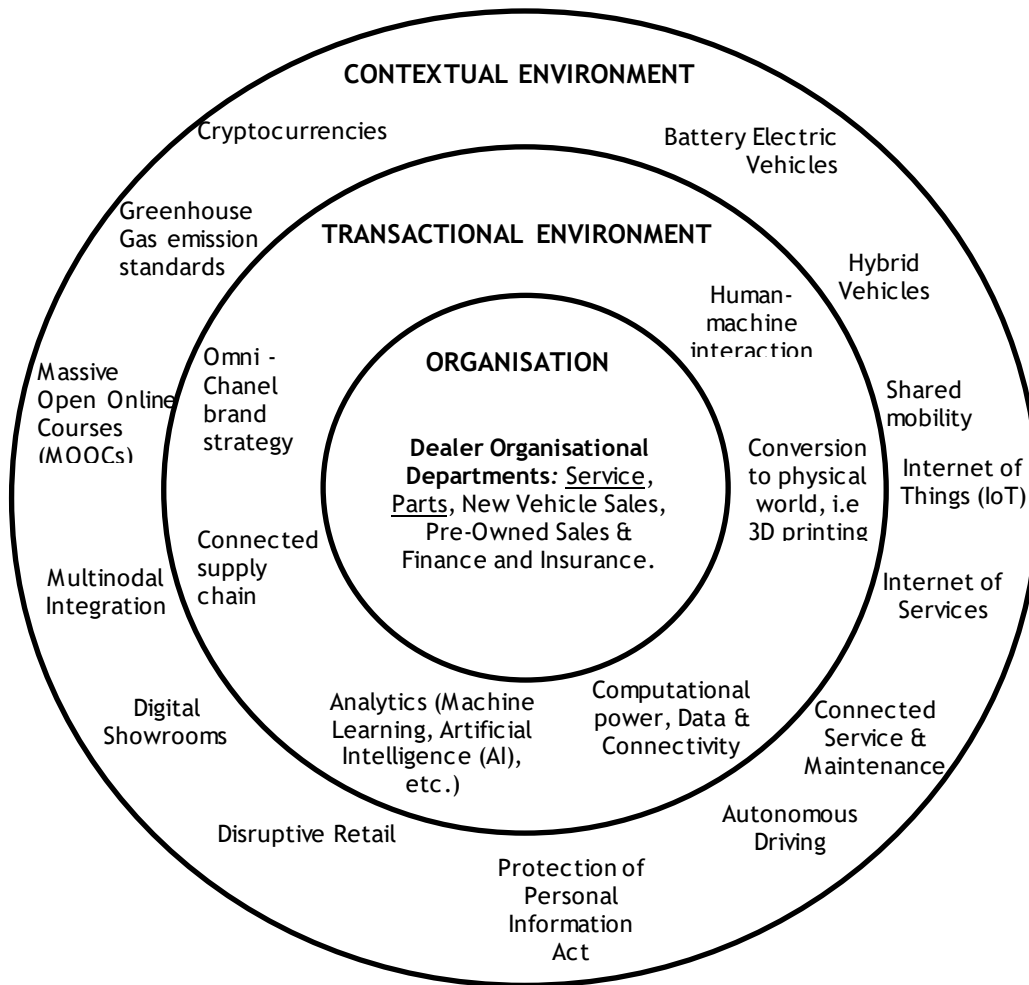 CONTEXTUAL ENVIRONMENT
Cryptocurrencies
Battery Electric
Vehicles
Greenhouse
Gas emission
standards
TRANSACTIONAL ENVIRONMENT
Hybrid
Vehicles
Human-
machine
interaction
Omni -
Chanel
brand
strategy
ORGANISATION
Massive
Open Online
Courses
(MOOCs)
Shared
mobility
Dealer Organisational
Departments: Service,
Parts, New Vehicle Sales,
Pre-Owned Sales &
Finance and Insurance.
Conversion
to physical
world, i.e
3D printing
Internet of
Things (IoT)
Connected
supply
chain
Multinodal
Integration
Internet of
Services
Analytics (Machine
Learning, Artificial
Intelligence (AI),
etc.)
Computational
power, Data &
Connectivity
Digital
Showrooms
Connected
Service &
Maintenance
Disruptive Retail
Autonomous
Driving
Protection of
Personal
Information
Act